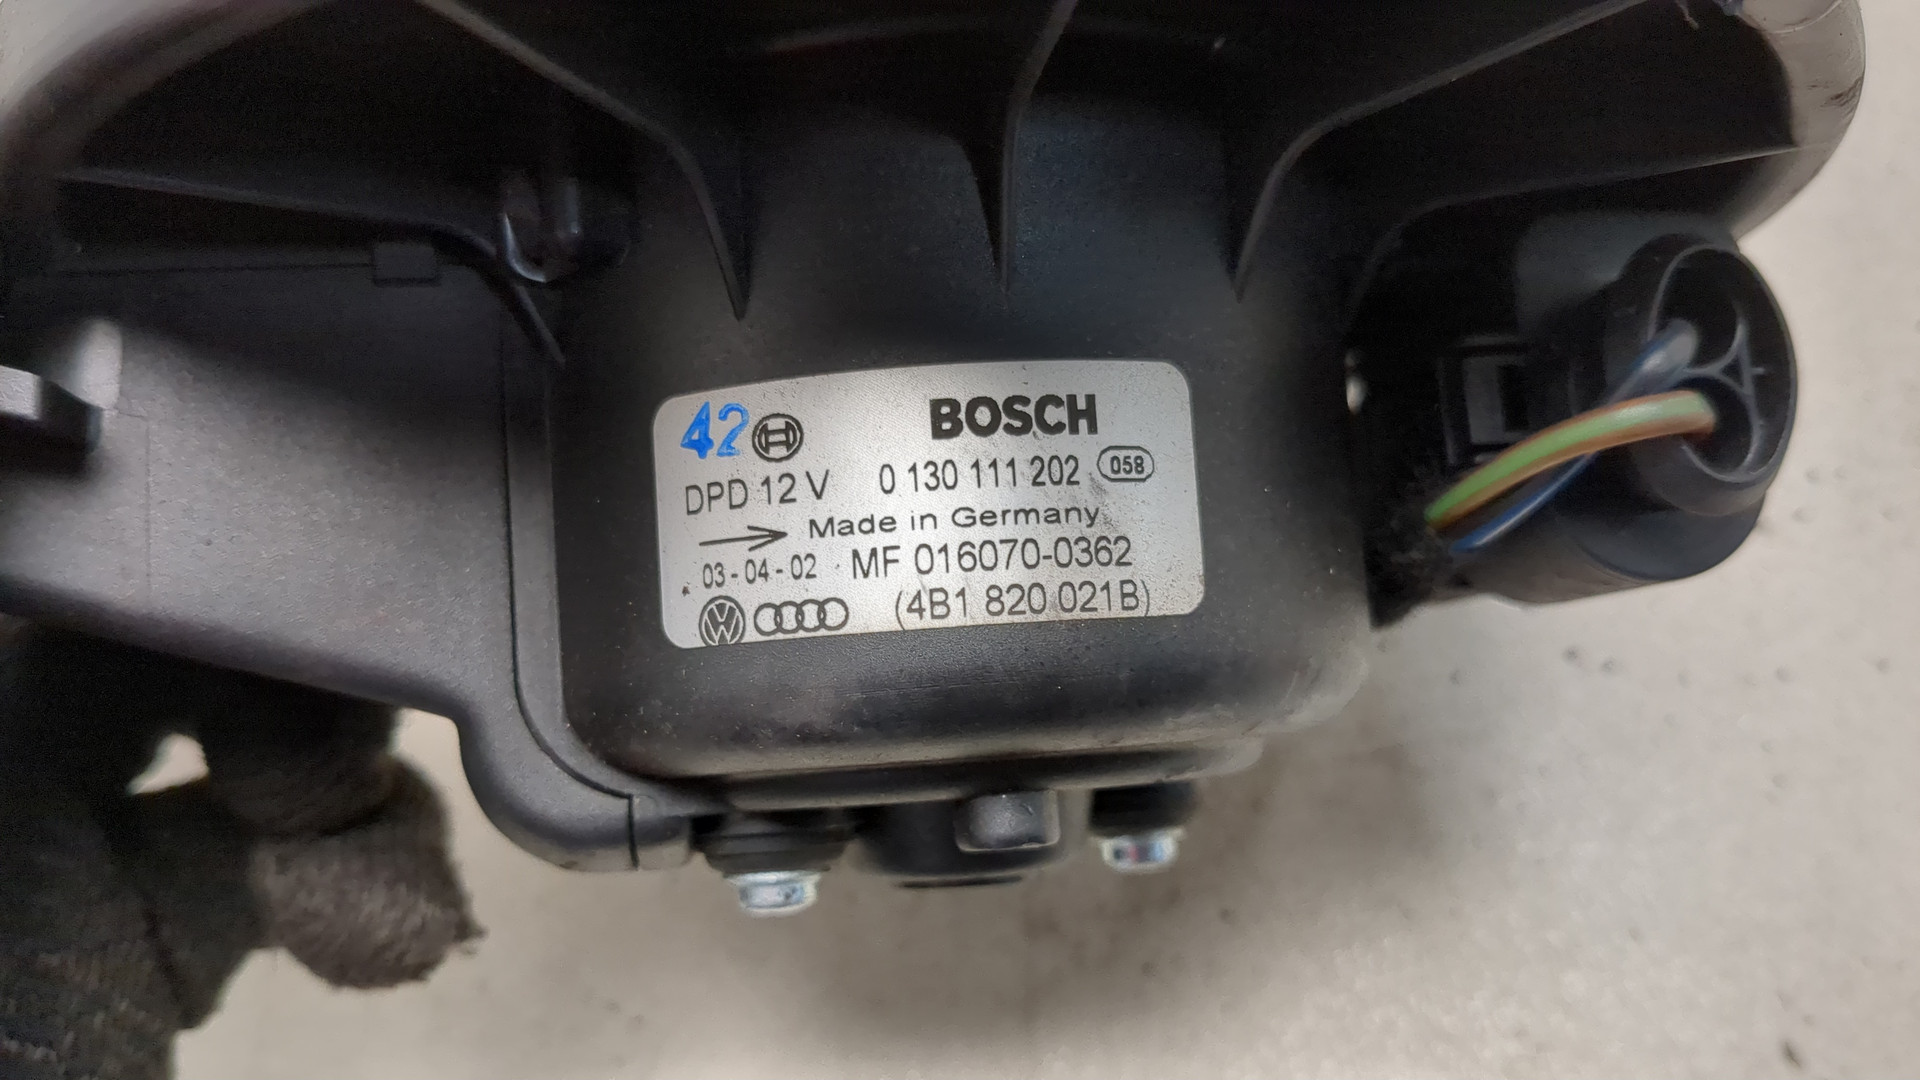 42 BOSCH
DPD 12 V 0 130 111 202 058
Made in Germany
03-04-02 MF 016070-0362
VW (4B1 820 021B)